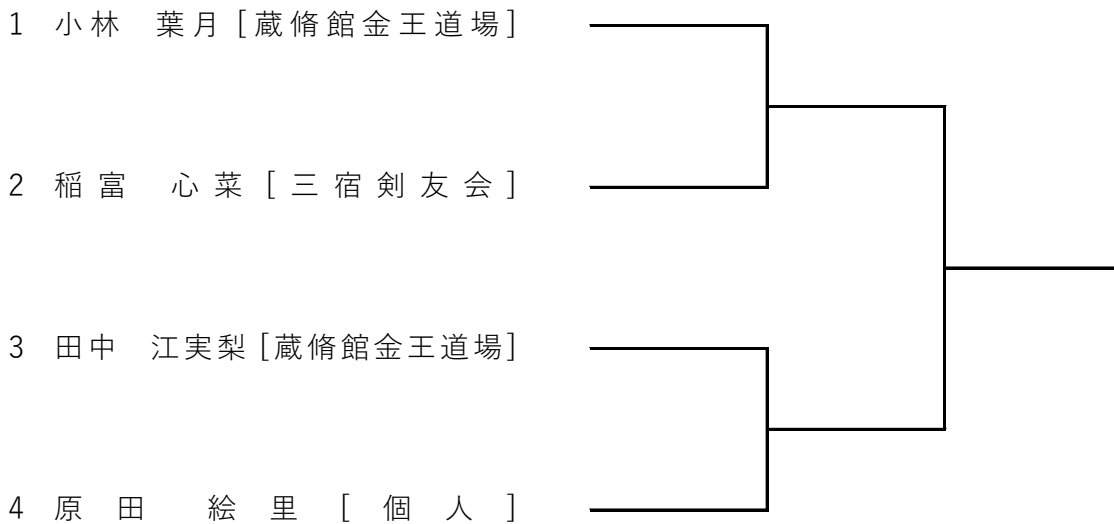 1 小林 葉月[蔵脩館金王道場]
2 稲富 心菜[三宿剣友会]
3 田中 江実梨[蔵脩館金王道場]
4 原田 絵里[個人]